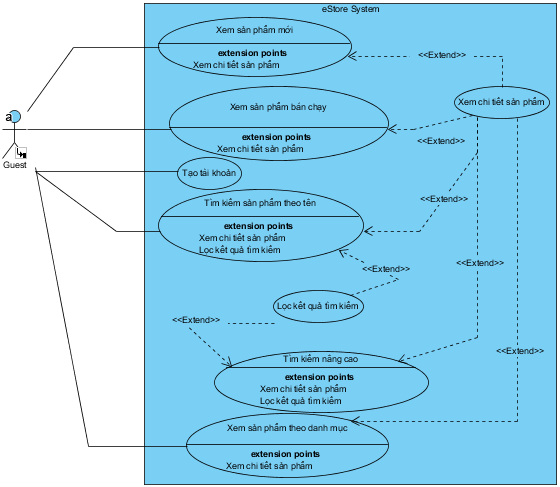 eStore System
Xem sản phẩm mới
extension points
Xem chi tiết sản phẩm
<<Extend>>
a
Guest
Xem sản phẩm bán chạy
extension points
Xem chi tiết sản phẩm
Xem chi tiết sản phẩm
<<Extend>>
Tạo tài khoản
Tìm kiếm sản phẩm theo tên
extension points
Xem chi tiết sản phẩm
Lọc kết quả tìm kiếm
<<Extend>>
<<Extend>>
<<Extend>>
Lọc kết quả tìm kiếm
<<Extend>>
<<Extend>>
Tìm kiếm nâng cao
extension points
Xem chi tiết sản phẩm
Lọc kết quả tìm kiếm
Xem sản phẩm theo danh mục
extension points
Xem chi tiết sản phẩm